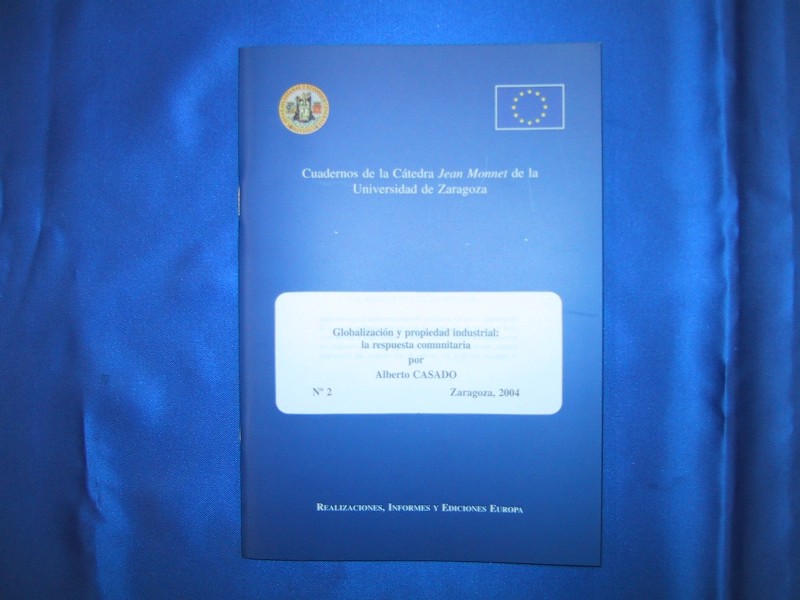 Cuadernos de la Cátedra Jean Monnet de la
Universidad de Zaragoza
Globalización y propiedad industrial:
la respuesta comunitaria
por
Alberto CASADO
Nº 2 Zaragoza, 2004
REALIZACIONES, INFORMES Y EDICIONES EUROPA